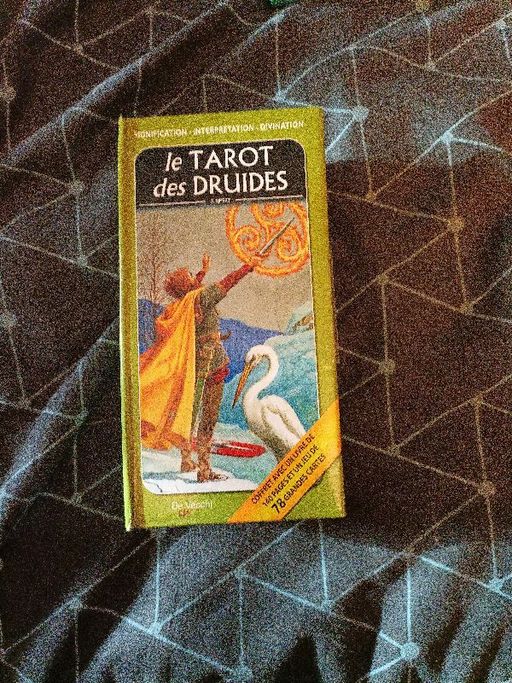 SIGNIFICATION · INTERPRÉTATION · DIVINATION
le TAROT
des DRUIDES
COFFRET AVEC UN LIVRE DE
160 PAGES ET UN JEU DE
78 GRANDES CARTES
De Vecchi